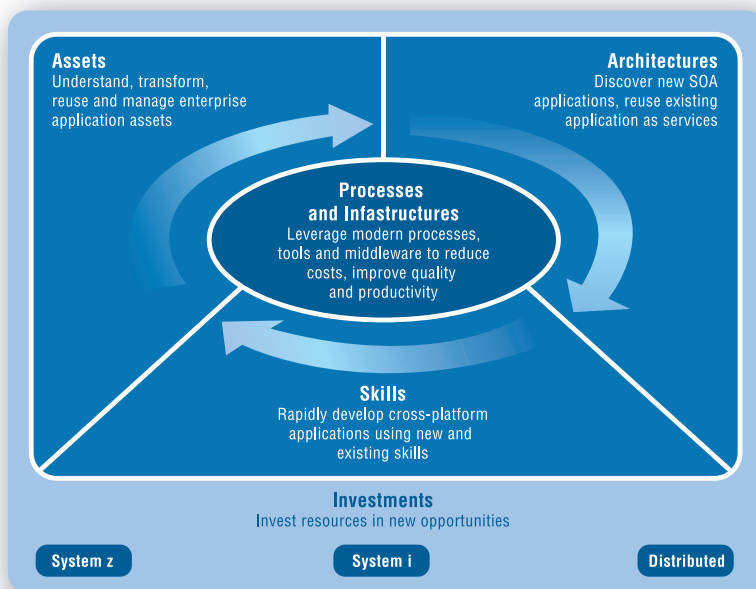 Assets
Understand, transform,
reuse and manage enterprise
application assets
Architectures
Discover new SOA
applications, reuse existing
application as services
Processes
and Infastructures
Leverage modern processes,
tools and middleware to reduce
costs, improve quality
and productivity
Skills
Rapidly develop cross-platform
applications using new and
existing skills
Investments
Invest resources in new opportunities
System z
System i
Distributed